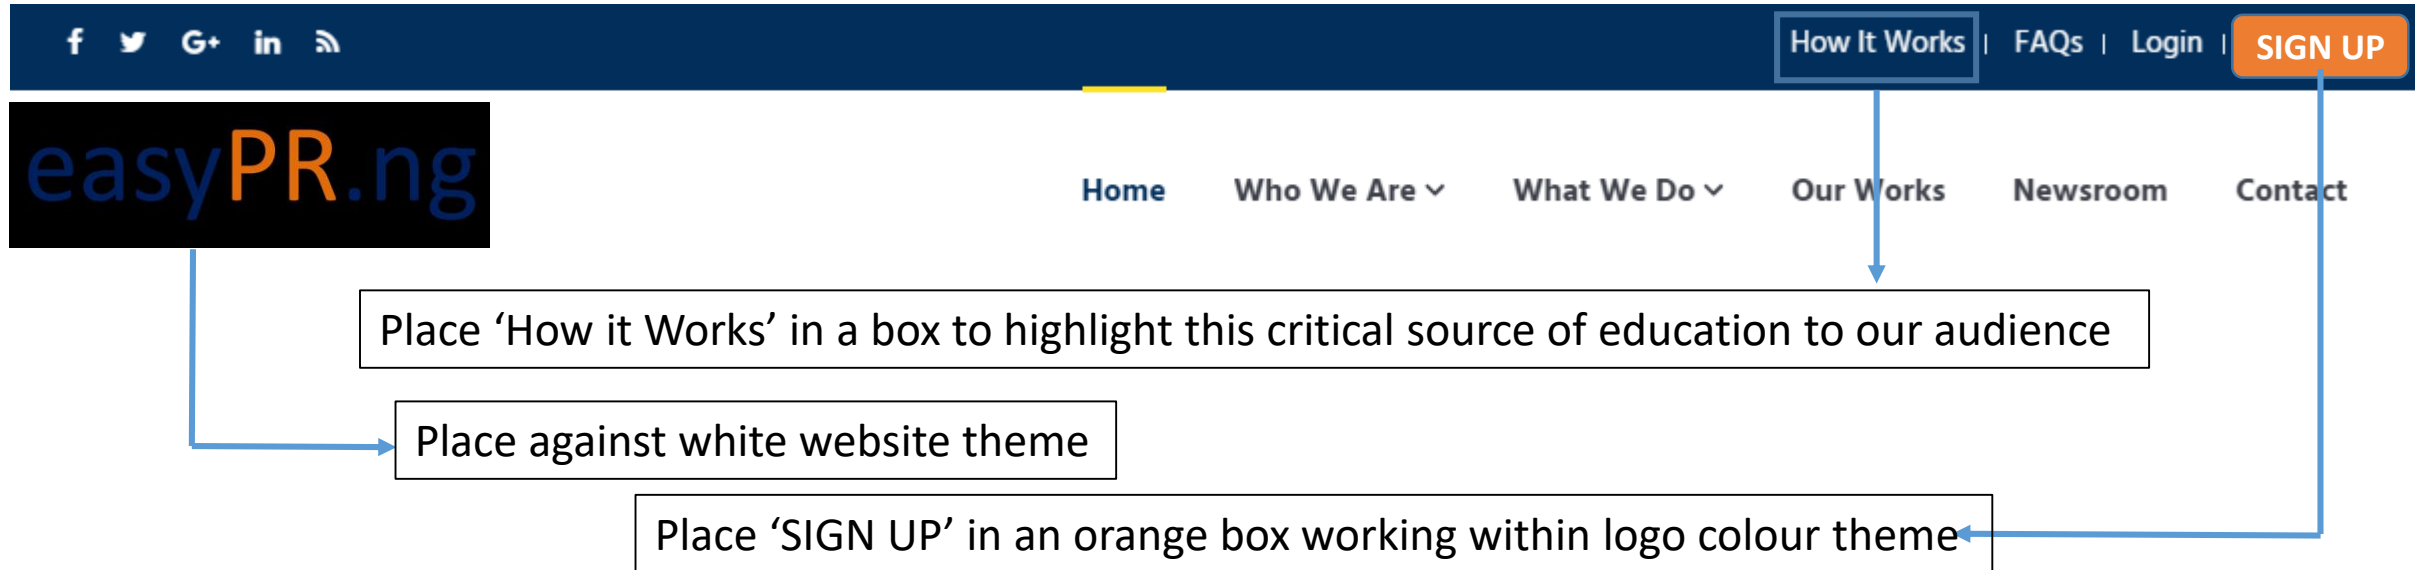 f G+ in
How It Works | FAQs | Login | SIGN UP
easyPR.ng
Home Who We Are What We Do Our Works Newsroom Contact
Place ‘How it Works’ in a box to highlight this critical source of education to our audience
Place against white website theme
Place ‘SIGN UP’ in an orange box working within logo colour theme